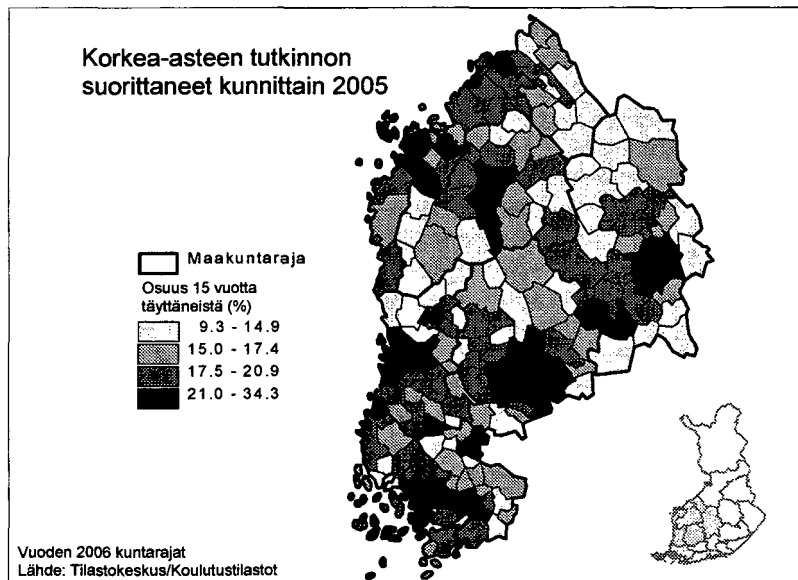 Korkea-asteen tutkinnon
suorittaneet kunnittain 2005
Maakuntaraja
Osuus 15 vuotta
täyttäneistä (%)
9.3 - 14.9
15.0 - 17.4
17.5 - 20.9
21.0 - 34.3
Vuoden 2006 kuntarajat
Lähde: Tilastokeskus/Koulutustilastot